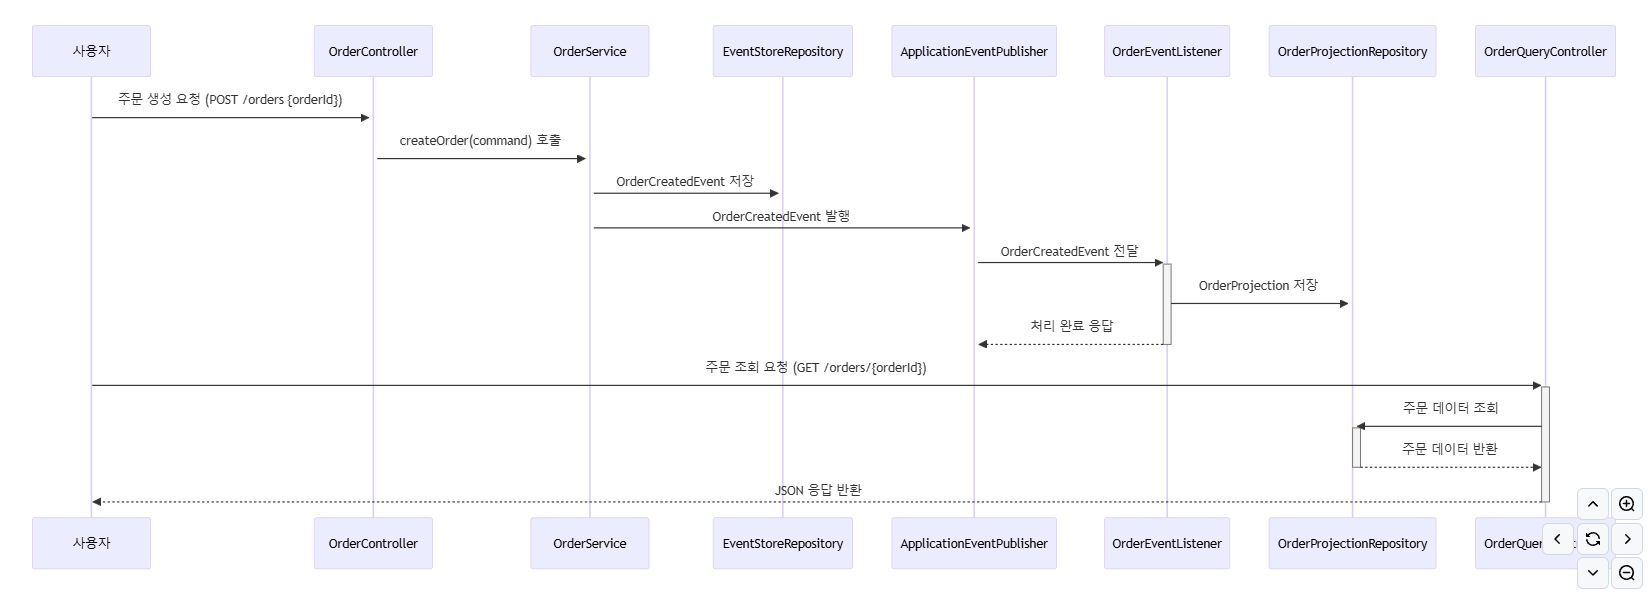 사용자
OrderController
OrderService
EventStoreRepository
ApplicationEventPublisher
OrderEventListener
OrderProjectionRepository
OrderQueryController
주문 생성 요청 (POST /orders {orderId})
createOrder(command) 호출
OrderCreatedEvent 저장
OrderCreatedEvent 발행
OrderCreatedEvent 전달
OrderProjection 저장
처리 완료 응답
주문 조회 요청 (GET /orders/{orderId})
주문 데이터 조회
주문 데이터 반환
JSON 응답 반환
사용자
OrderController
OrderService
EventStoreRepository
ApplicationEventPublisher
OrderEventListener
OrderProjectionRepository